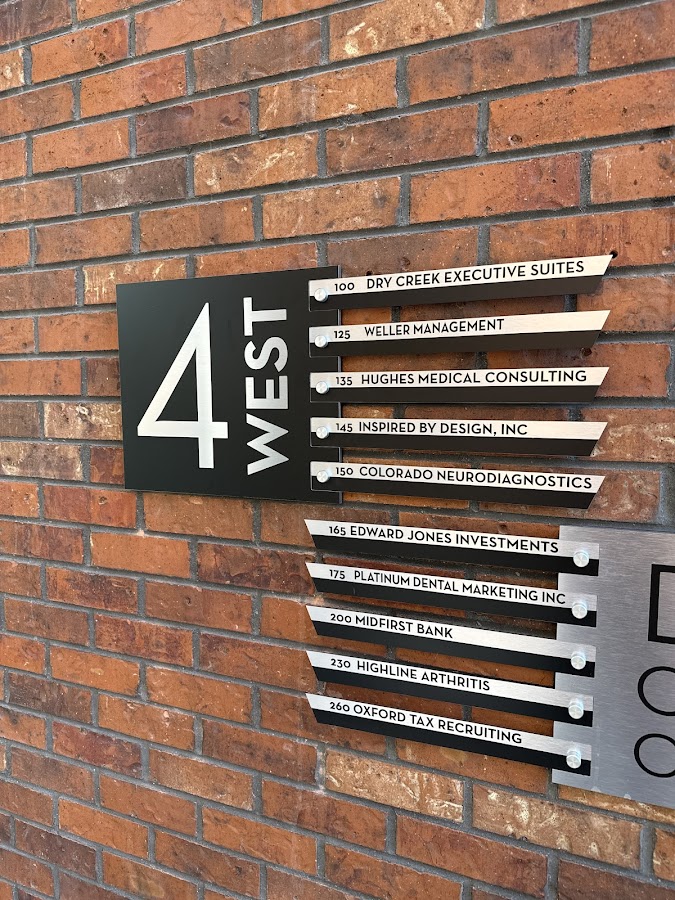 4
WEST
100 DRY CREEK EXECUTIVE SUITES
125 WELLER MANAGEMENT
135 HUGHES MEDICAL CONSULTING
145 INSPIRED BY DESIGN, INC
150 COLORADO NEURODIAGNOSTICS
165 EDWARD JONES INVESTMENTS
175 PLATINUM DENTAL MARKETING INC
200 MIDFIRST BANK
230 HIGHLINE ARTHRITIS
260 OXFORD TAX RECRUITING